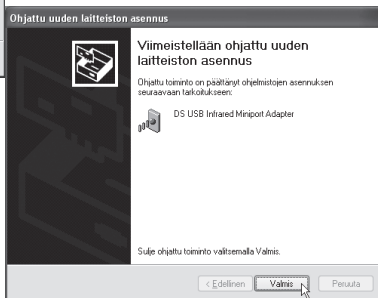 Ohjattu uuden laitteiston asennus
Viimeistellään ohjattu uuden
laitteiston asennus
Ohjattu toiminto on päättänyt ohjelmistojen asennuksen
seuraavaan tarkoitukseen:
DS USB Infrared Miniport Adapter
Sulje ohjattu toiminto valitsemalla Valmis.
< Edellinen Valmis Peruuta